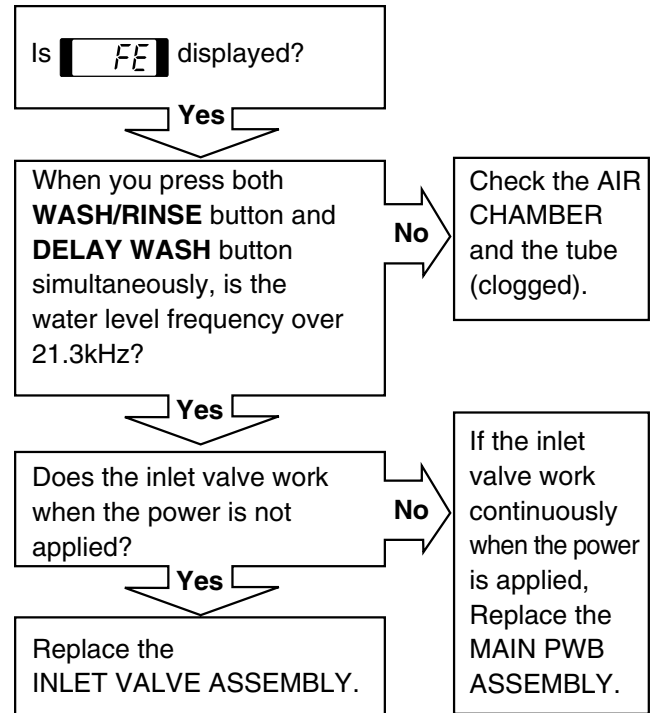 Is FE displayed?
Yes
When you press both
WASH/RINSE button and
DELAY WASH button
simultaneously, is the
water level frequency over
21.3kHz?
No
Check the AIR
CHAMBER
and the tube
(clogged).
Yes
Does the inlet valve work
when the power is not
applied?
No
If the inlet
valve work
continuously
when the power
is applied,
Replace the
MAIN PWB
ASSEMBLY.
Yes
Replace the
INLET VALVE ASSEMBLY.